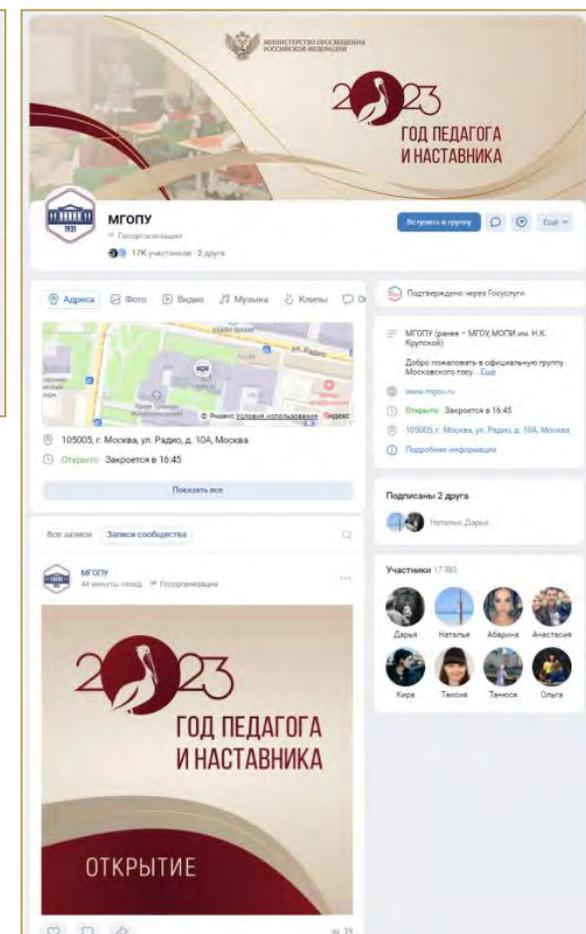 МИНИСТЕРСТВО ПРОСВЕЩЕНИЯ
РОССИЙСКОЙ ФЕДЕРАЦИИ
2023
ГОД ПЕДАГОГА
И НАСТАВНИКА
1931
МГОПУ
Госорганизация
17K участников · 2 друга
Вступить в группу
Ещё
Адреса Фото Видео Музыка Клипы
ул. Радио
© Яндекс Условия использования Яндекс
105005, г. Москва, ул. Радио, д. 10А, Москва
Открыто Закроется в 16:45
Показать все
Все записи Записи сообщества
МГОПУ
44 минуты назад Госорганизация
2023
ГОД ПЕДАГОГА
И НАСТАВНИКА
ОТКРЫТИЕ
Подтверждено через Госуслуги
МГОПУ (ранее – МГОУ, МОПИ им. Н.К.
Крупской)
Добро пожаловать в официальную группу
Московского госу... Ещё
www.mgou.ru
Открыто Закроется в 16:45
105005, г. Москва, ул. Радио, д. 10А, Москва
Подробная информация
Подписаны 2 друга
Наталья, Дарья
Участники
Дарья Наталья Абарина Анастасия
Кира Таисия Танюся Ольга